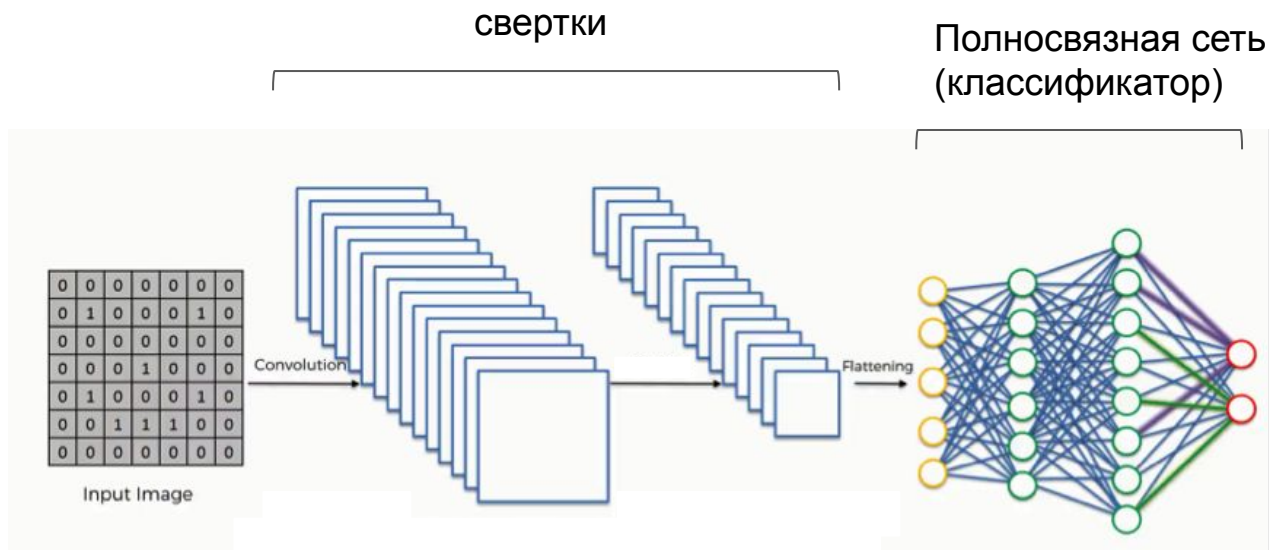 свертки
Полносвязная сеть
(классификатор)
0 0 0 0 0 0 0
0 1 0 0 0 1 0
0 0 0 0 0 0 0
0 0 0 1 0 0 0
0 1 0 0 0 1 0
0 0 1 1 1 0 0
0 0 0 0 0 0 0
Input Image
Convolution
Flattening